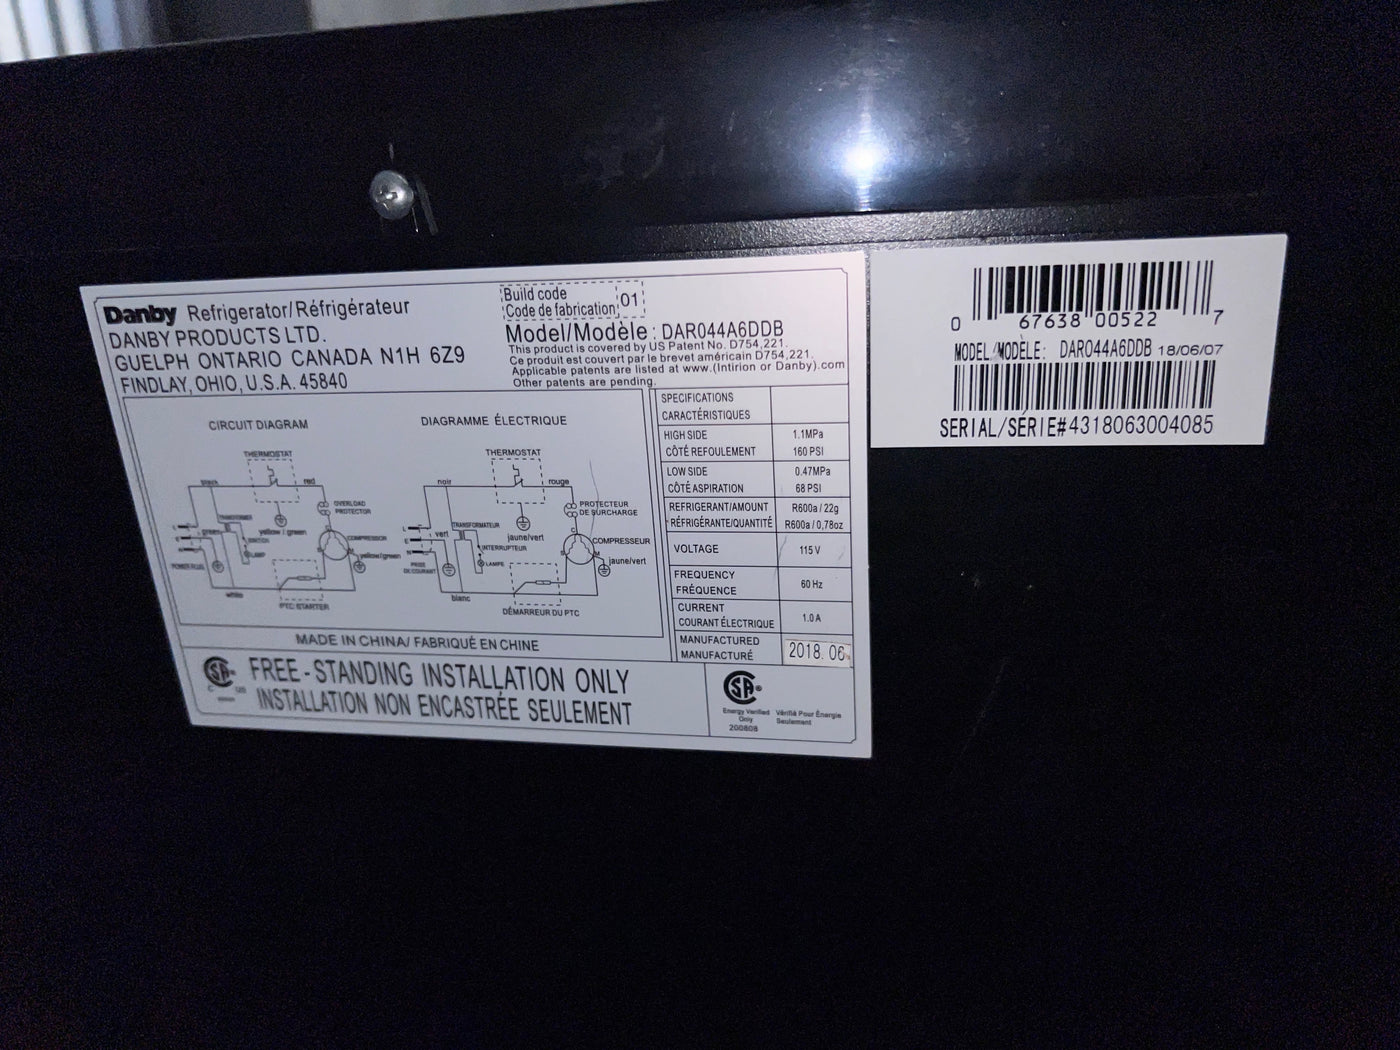 Danby Refrigerator/Réfrigérateur
DANBY PRODUCTS LTD.
GUELPH ONTARIO CANADA N1H 6Z9
FINDLAY, OHIO, U.S.A. 45840
Build code
Code de fabrication 01
Model/Modèle : DAR044A6DDB
This product is covered by US Patent No. D754,221.
Ce produit est couvert par le brevet américain D754,221.
Applicable patents are listed at www.(Intirion or Danby).com
Other patents are pending.
CIRCUIT DIAGRAM
THERMOSTAT
black
red
OVERLOAD
PROTECTOR
TRANSFORMER
yellow / green
green
SWITCH
LAMP
COMPRESSOR
yellow/green
POWER PLUG
white
PTC STARTER
DIAGRAMME ÉLECTRIQUE
THERMOSTAT
noir
rouge
PROTECTEUR
DE SURCHARGE
TRANSFORMATEUR
jaune/vert
L
vert
E
N
INTERRUPTEUR
LAMPE
C
S
M
COMPRESSEUR
jaune/vert
PRISE
DE COURANT
blanc
DÉMARREUR DU PTC
SPECIFICATIONS
CARACTÉRISTIQUES
HIGH SIDE 1.1MPa
CÔTÉ REFOULEMENT 160 PSI
LOW SIDE 0.47MPa
CÔTÉ ASPIRATION 68 PSI
REFRIGERANT/AMOUNT R600a / 22g
RÉFRIGÉRANTE/QUANTITÉ R600a / 0,78oz
VOLTAGE 115 V
FREQUENCY
FRÉQUENCE 60 Hz
CURRENT
COURANT ÉLECTRIQUE 1.0 A
MANUFACTURED
MANUFACTURÉ 2018. 06
MADE IN CHINA/ FABRIQUÉ EN CHINE
C US
FREE - STANDING INSTALLATION ONLY
INSTALLATION NON ENCASTRÉE SEULEMENT
Energy Verified Only
Vérifié Pour Énergie Seulement
200808
0 67638 00522 7
MODEL/MODÈLE: DAR044A6DDB 18/06/07
SERIAL/SÉRIE#4318063004085